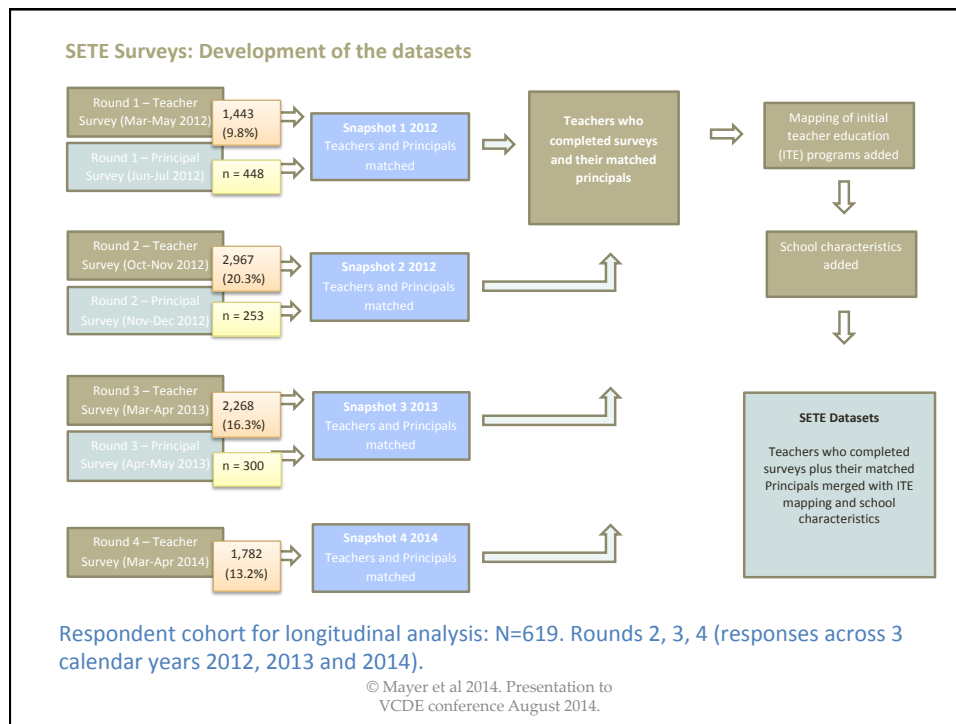 SETE Surveys: Development of the datasets
Round 1 – Teacher
Survey (Mar-May 2012)
1,443
(9.8%)
Round 1 – Principal
Survey (Jun-Jul 2012)
n = 448
Snapshot 1 2012
Teachers and Principals
matched
Teachers who
completed surveys
and their matched
principals
Mapping of initial
teacher education
(ITE) programs added
Round 2 – Teacher
Survey (Oct-Nov 2012)
2,967
(20.3%)
Round 2 – Principal
Survey (Nov-Dec 2012)
n = 253
Snapshot 2 2012
Teachers and Principals
matched
School characteristics
added
Round 3 – Teacher
Survey (Mar-Apr 2013)
2,268
(16.3%)
Round 3 – Principal
Survey (Apr-May 2013)
n = 300
Snapshot 3 2013
Teachers and Principals
matched
SETE Datasets
Teachers who completed
surveys plus their matched
Principals merged with ITE
mapping and school
characteristics
Round 4 – Teacher
Survey (Mar-Apr 2014)
1,782
(13.2%)
Snapshot 4 2014
Teachers and Principals
matched
Respondent cohort for longitudinal analysis: N=619. Rounds 2, 3, 4 (responses across 3
calendar years 2012, 2013 and 2014).
© Mayer et al 2014. Presentation to
VCDE conference August 2014.